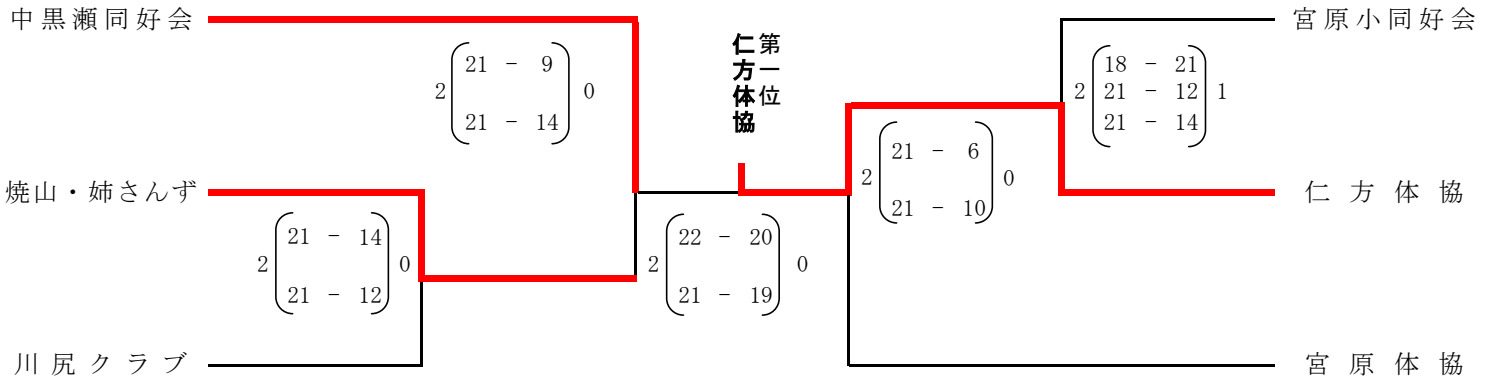 中黒瀬同好会
2 21 － 9 0
21 － 14
焼山・姉さんず
2 21 － 14 0
21 － 12
川尻クラブ
第一位
仁方体協
2 22 － 20 0
21 － 19
宮原小同好会
18 － 21
2 21 － 12 1
21 － 14
2 21 － 6 0
21 － 10
仁方体協
宮原体協